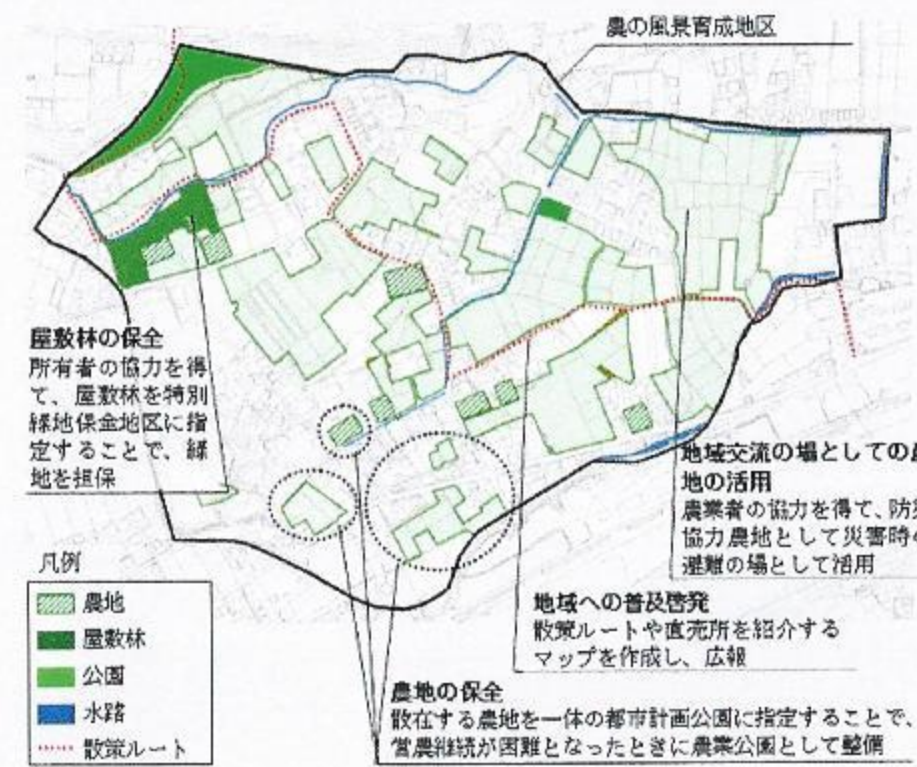 農の風景育成地区
屋敷林の保全
所有者の協力を得
て、屋敷林を特別
緑地保全地区に指
定することで、緑
地を担保
地域交流の場としての農
地の活用
農業者の協力を得て、防災
協力農地として災害時
避難の場として活用
地域への普及啓発
散策ルートや直売所を紹介する
マップを作成し、広報
農地の保全
散在する農地を一体の都市計画公園に指定することで、
営農継続が困難となったときに農業公園として整備
凡例
農地
屋敷林
公園
水路
散策ルート